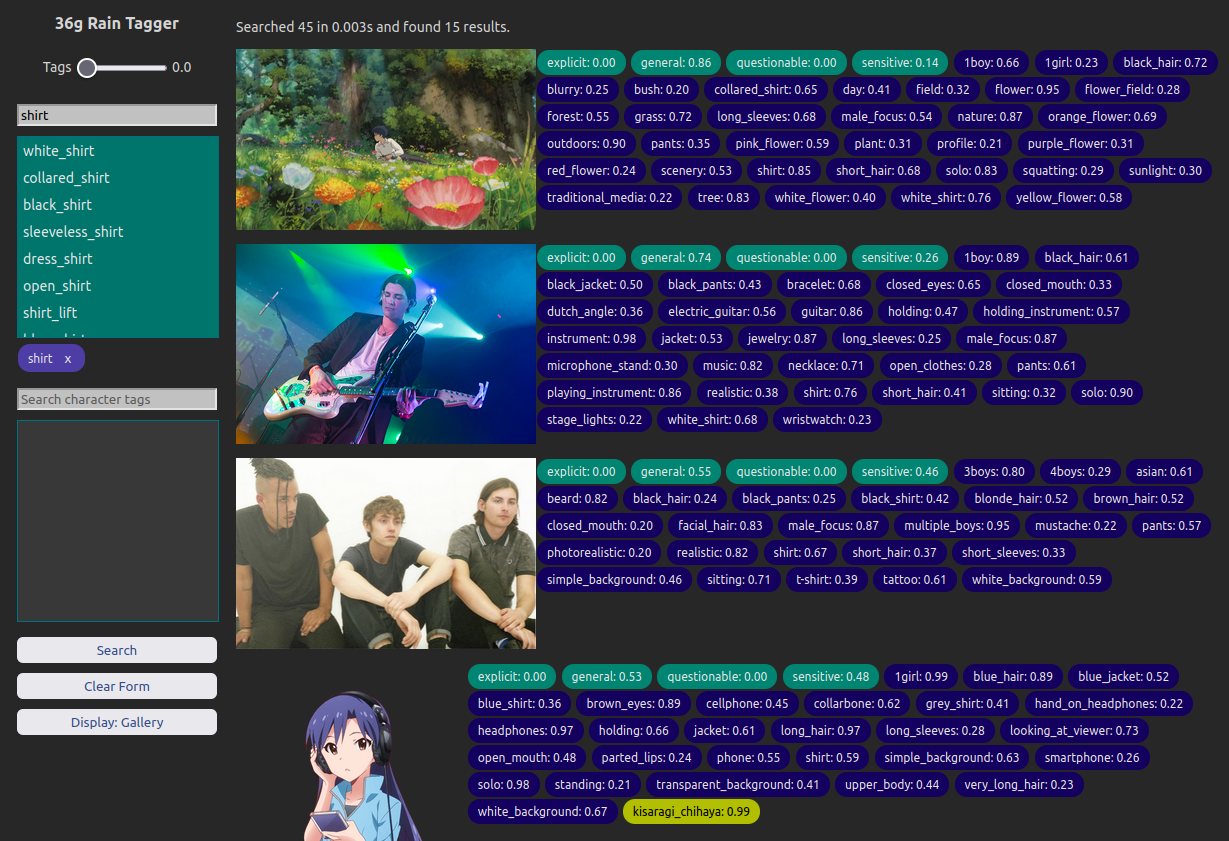 36g Rain Tagger
Tags 0.0
shirt
white_shirt
collared_shirt
black_shirt
sleeveless_shirt
dress_shirt
open_shirt
shirt_lift
shirt x
Search character tags
Search
Clear Form
Display: Gallery
Searched 45 in 0.003s and found 15 results.
explicit: 0.00 general: 0.86 questionable: 0.00 sensitive: 0.14 1boy: 0.66 1girl: 0.23 black_hair: 0.72
blurry: 0.25 bush: 0.20 collared_shirt: 0.65 day: 0.41 field: 0.32 flower: 0.95 flower_field: 0.28
forest: 0.55 grass: 0.72 long_sleeves: 0.68 male_focus: 0.54 nature: 0.87 orange_flower: 0.69
outdoors: 0.90 pants: 0.35 pink_flower: 0.59 plant: 0.31 profile: 0.21 purple_flower: 0.31
red_flower: 0.24 scenery: 0.53 shirt: 0.85 short_hair: 0.68 solo: 0.83 squatting: 0.29 sunlight: 0.30
traditional_media: 0.22 tree: 0.83 white_flower: 0.40 white_shirt: 0.76 yellow_flower: 0.58
explicit: 0.00 general: 0.74 questionable: 0.00 sensitive: 0.26 1boy: 0.89 black_hair: 0.61
black_jacket: 0.50 black_pants: 0.43 bracelet: 0.68 closed_eyes: 0.65 closed_mouth: 0.33
dutch_angle: 0.36 electric_guitar: 0.56 guitar: 0.86 holding: 0.47 holding_instrument: 0.57
instrument: 0.98 jacket: 0.53 jewelry: 0.87 long_sleeves: 0.25 male_focus: 0.87
microphone_stand: 0.30 music: 0.82 necklace: 0.71 open_clothes: 0.28 pants: 0.61
playing_instrument: 0.86 realistic: 0.38 shirt: 0.76 short_hair: 0.41 sitting: 0.32 solo: 0.90
stage_lights: 0.22 white_shirt: 0.68 wristwatch: 0.23
explicit: 0.00 general: 0.55 questionable: 0.00 sensitive: 0.46 3boys: 0.80 4boys: 0.29 asian: 0.61
beard: 0.82 black_hair: 0.24 black_pants: 0.25 black_shirt: 0.42 blonde_hair: 0.52 brown_hair: 0.52
closed_mouth: 0.20 facial_hair: 0.83 male_focus: 0.87 multiple_boys: 0.95 mustache: 0.22 pants: 0.57
photorealistic: 0.20 realistic: 0.82 shirt: 0.67 short_hair: 0.37 short_sleeves: 0.33
simple_background: 0.46 sitting: 0.71 t-shirt: 0.39 tattoo: 0.61 white_background: 0.59
explicit: 0.00 general: 0.53 questionable: 0.00 sensitive: 0.48 1girl: 0.99 blue_hair: 0.89 blue_jacket: 0.52
blue_shirt: 0.36 brown_eyes: 0.89 cellphone: 0.45 collarbone: 0.62 grey_shirt: 0.41 hand_on_headphones: 0.22
headphones: 0.97 holding: 0.66 jacket: 0.61 long_hair: 0.97 long_sleeves: 0.28 looking_at_viewer: 0.73
open_mouth: 0.48 parted_lips: 0.24 phone: 0.55 shirt: 0.59 simple_background: 0.63 smartphone: 0.26
solo: 0.98 standing: 0.21 transparent_background: 0.41 upper_body: 0.44 very_long_hair: 0.23
white_background: 0.67 kisaragi_chihaya: 0.99